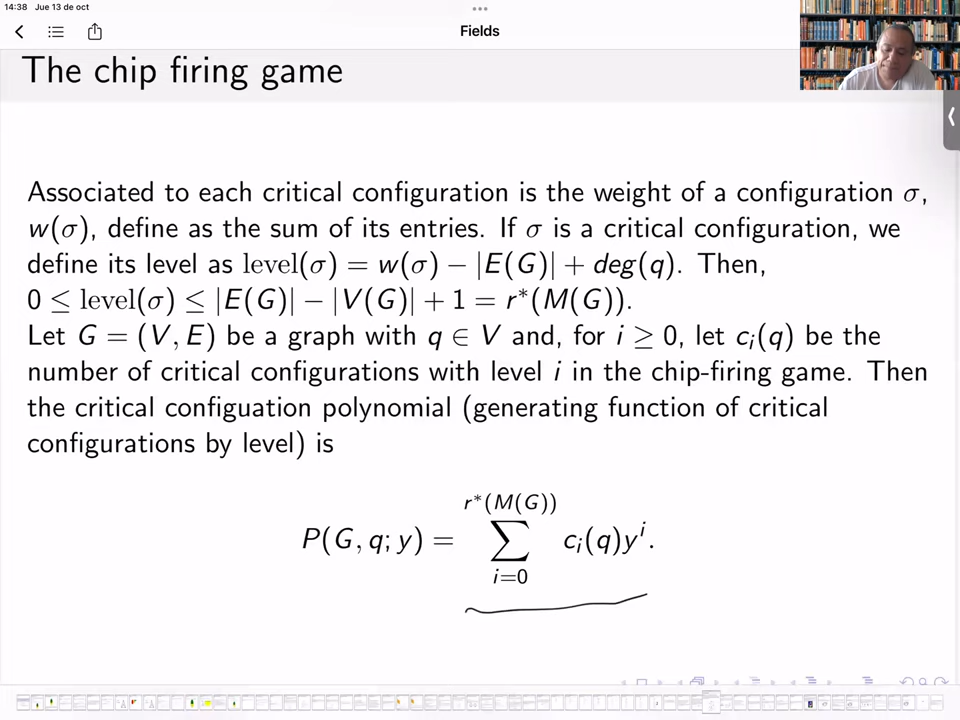 14:38 Jue 13 de oct
Fields
The chip firing game
Associated to each critical configuration is the weight of a configuration σ,
w(σ), define as the sum of its entries. If σ is a critical configuration, we
define its level as level(σ) = w(σ) − |E(G)| + deg(q). Then,
0 ≤ level(σ) ≤ |E(G)| − |V(G)| + 1 = r*(M(G)).
Let G = (V, E) be a graph with q ∈ V and, for i ≥ 0, let cᵢ(q) be the
number of critical configurations with level i in the chip-firing game. Then
the critical configuation polynomial (generating function of critical
configurations by level) is
r*(M(G))
P(G, q; y) = ∑ cᵢ(q)yⁱ.
i=0